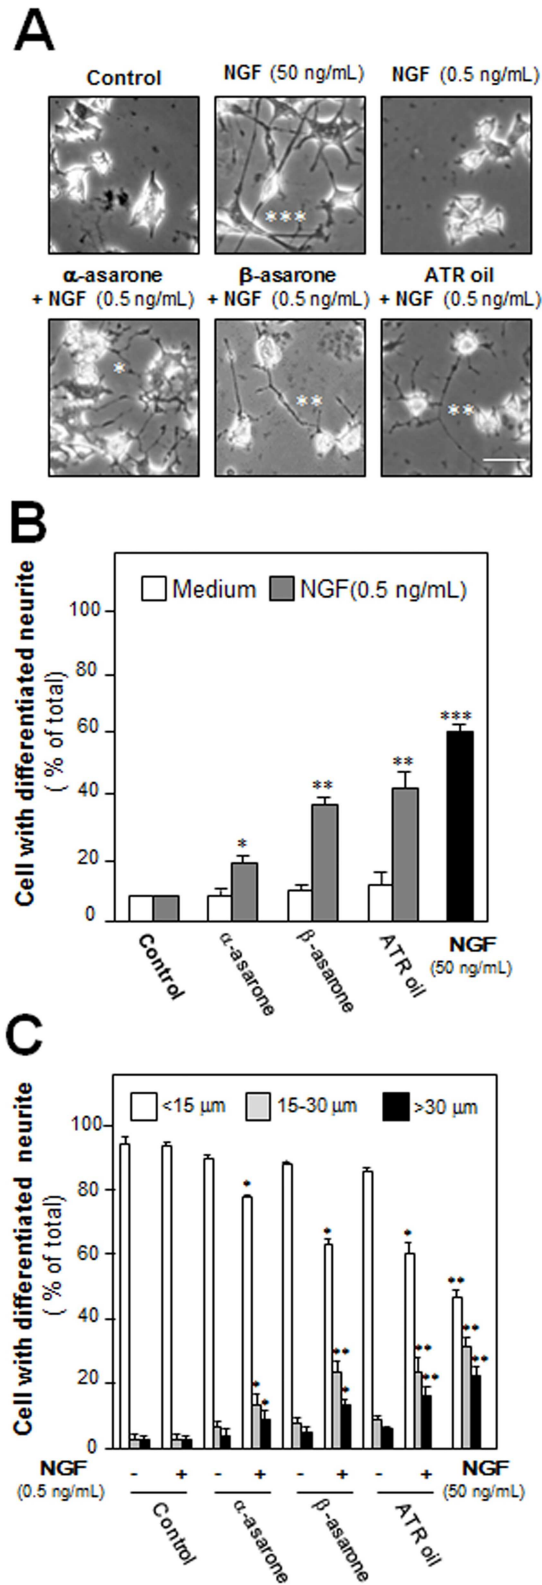 A
Control
NGF (50 ng/mL)
NGF (0.5 ng/mL)
***
α-asarone
+ NGF (0.5 ng/mL)
β-asarone
+ NGF (0.5 ng/mL)
ATR oil
+ NGF (0.5 ng/mL)
*
**
**
B
Cell with differentiated neurite
( % of total)
Medium
NGF(0.5 ng/mL)
100
80
60
40
20
0
*
**
**
***
Control
α-asarone
β-asarone
ATR oil
NGF
(50 ng/mL)
C
Cell with differentiated neurite
( % of total)
<15 μm
15-30 μm
>30 μm
100
80
60
40
20
0
*
*
*
*
**
*
*
**
**
**
**
**
NGF
(0.5 ng/mL)
- + - + - + - +
NGF
(50 ng/mL)
Control
α-asarone
β-asarone
ATR oil